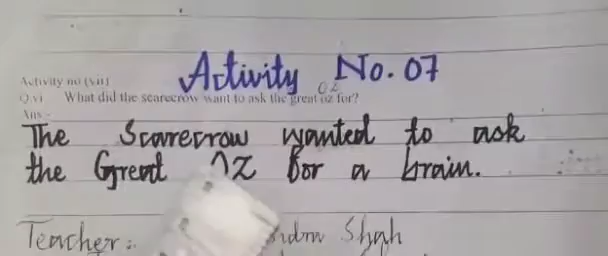 Activity No. 07
Activity no (vii)
OZ
Q.vi What did the scarecrow want to ask the great oz for?
Ans:-
The Scarecrow wanted to ask
the Great OZ for a brain.
Teacher: Shah